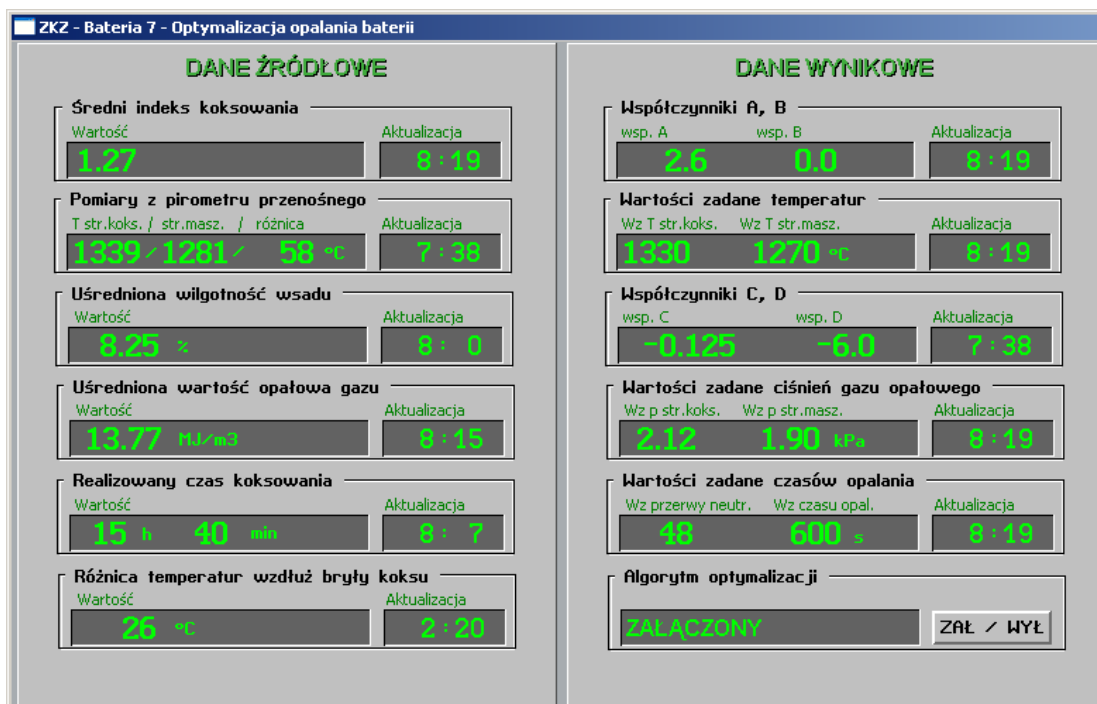 ZKZ - Bateria 7 - Optymalizacja opalania baterii
DANE ŹRÓDŁOWE
Średni indeks koksowania
Wartość Aktualizacja
1.27 8:19
Pomiary z pirometru przenośnego
T str.koks. / str.masz. / różnica Aktualizacja
1339/1281/ 58 °C 7:38
Uśredniona wilgotność wsadu
Wartość Aktualizacja
8.25 % 8: 0
Uśredniona wartość opałowa gazu
Wartość Aktualizacja
13.77 MJ/m3 8:15
Realizowany czas koksowania
Wartość Aktualizacja
15 h 40 min 8: 7
Różnica temperatur wzdłuż bryły koksu
Wartość Aktualizacja
26 °C 2:20
DANE WYNIKOWE
Współczynniki A, B
wsp. A wsp. B Aktualizacja
2.6 0.0 8:19
Wartości zadane temperatur
Wz T str.koks. Wz T str.masz. Aktualizacja
1330 1270 °C 8:19
Współczynniki C, D
wsp. C wsp. D Aktualizacja
-0.125 -6.0 7:38
Wartości zadane ciśnień gazu opałowego
Wz p str.koks. Wz p str.masz. Aktualizacja
2.12 1.90 kPa 8:19
Wartości zadane czasów opalania
Wz przerwy neutr. Wz czasu opal. Aktualizacja
48 600 s 8:19
Algorytm optymalizacji
ZAŁĄCZONY ZAŁ / WYŁ